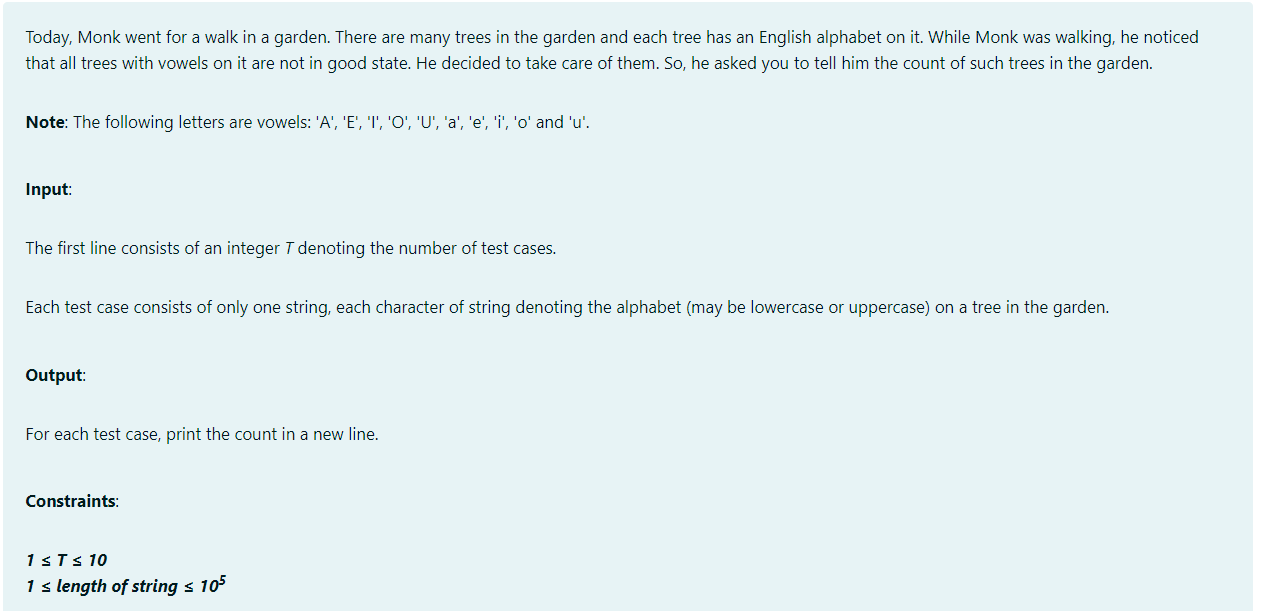 Today, Monk went for a walk in a garden. There are many trees in the garden and each tree has an English alphabet on it. While Monk was walking, he noticed
that all trees with vowels on it are not in good state. He decided to take care of them. So, he asked you to tell him the count of such trees in the garden.
Note: The following letters are vowels: 'A', 'E', 'I', 'O', 'U', 'a', 'e', 'i', 'o' and 'u'.
Input:
The first line consists of an integer T denoting the number of test cases.
Each test case consists of only one string, each character of string denoting the alphabet (may be lowercase or uppercase) on a tree in the garden.
Output:
For each test case, print the count in a new line.
Constraints:
1 ≤ T ≤ 10
1 ≤ length of string ≤ 10⁵